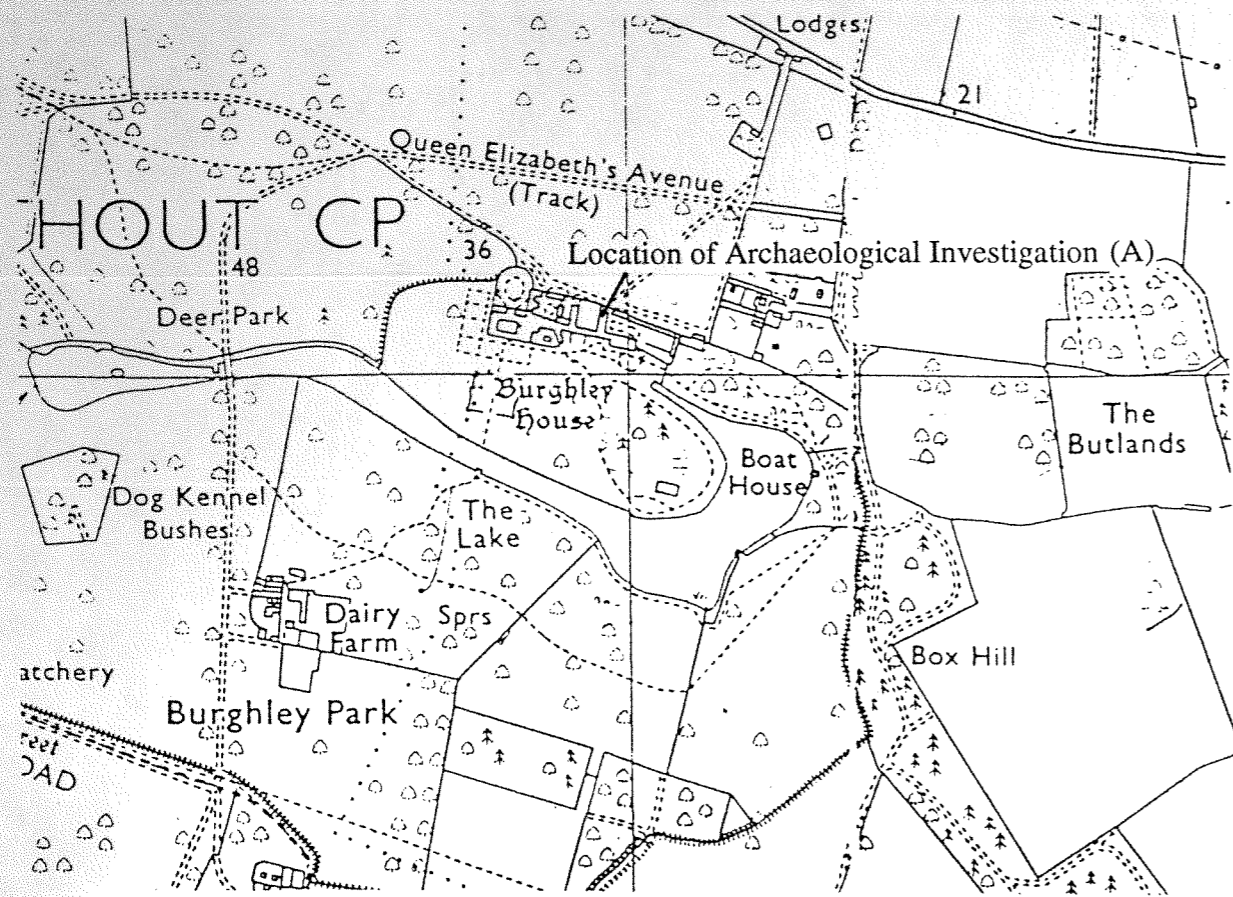 Lodges
21
Queen Elizabeth's Avenue
(Track)
HOUT CP
36
Location of Archaeological Investigation (A)
48
Deer Park
Burghley
House
The
Butlands
Boat
House
Dog Kennel
Bushes
The
Lake
Dairy
Farm
Sprs
Box Hill
atchery
Burghley Park
reet
OAD